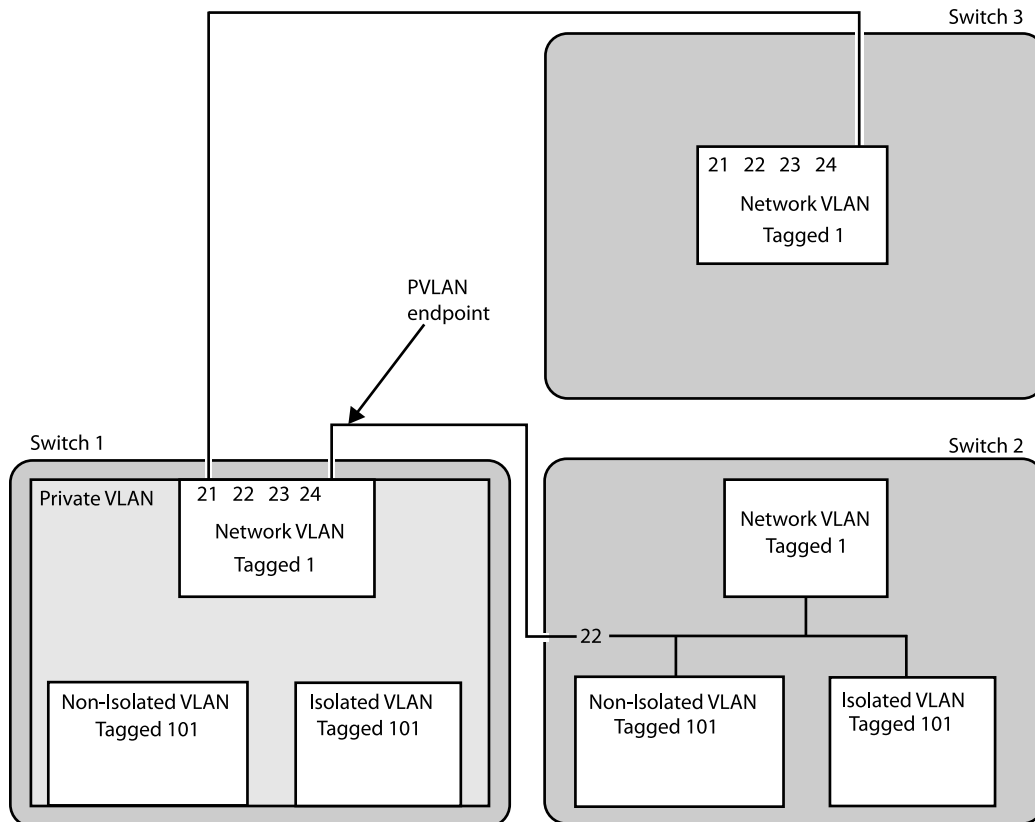 Switch 3
21 22 23 24
Network VLAN
Tagged 1
PVLAN
endpoint
Switch 1
Private VLAN
21 22 23 24
Network VLAN
Tagged 1
Non-Isolated VLAN
Tagged 101
Isolated VLAN
Tagged 101
Switch 2
Network VLAN
Tagged 1
22
Non-Isolated VLAN
Tagged 101
Isolated VLAN
Tagged 101